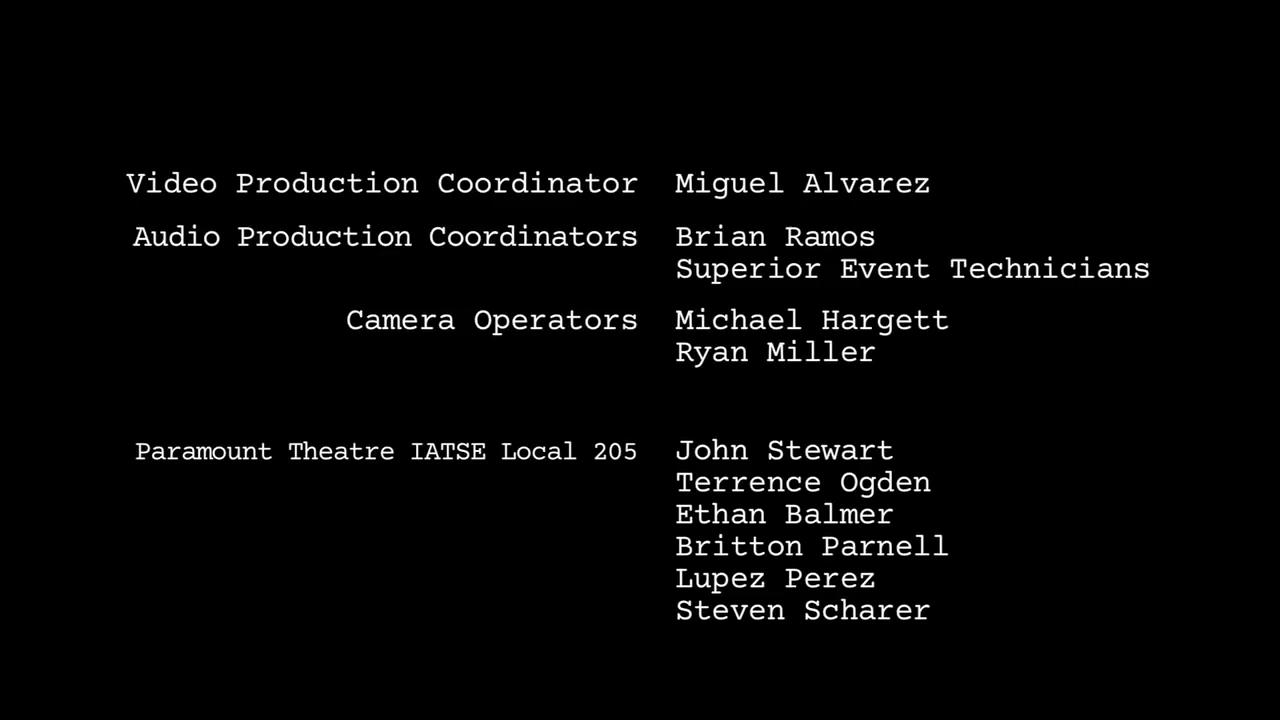 Video Production Coordinator Miguel Alvarez
Audio Production Coordinators Brian Ramos
Superior Event Technicians
Camera Operators Michael Hargett
Ryan Miller
Paramount Theatre IATSE Local 205 John Stewart
Terrence Ogden
Ethan Balmer
Britton Parnell
Lupez Perez
Steven Scharer